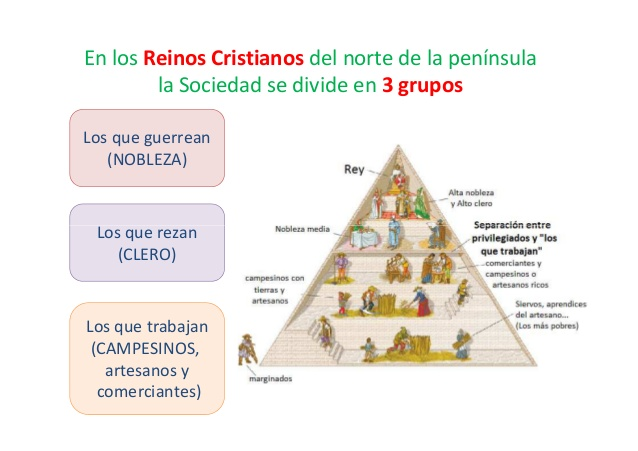 En los Reinos Cristianos del norte de la península
la Sociedad se divide en 3 grupos
Los que guerrean
(NOBLEZA)
Los que rezan
(CLERO)
Los que trabajan
(CAMPESINOS,
artesanos y
comerciantes)
Rey
Alta nobleza
y Alto clero
Nobleza media
Separación entre
privilegiados y "los
que trabajan"
comerciantes y
campesinos o
artesanos ricos
campesinos con
tierras y
artesanos
Siervos, aprendices
del artesano...
(Los más pobres)
marginados